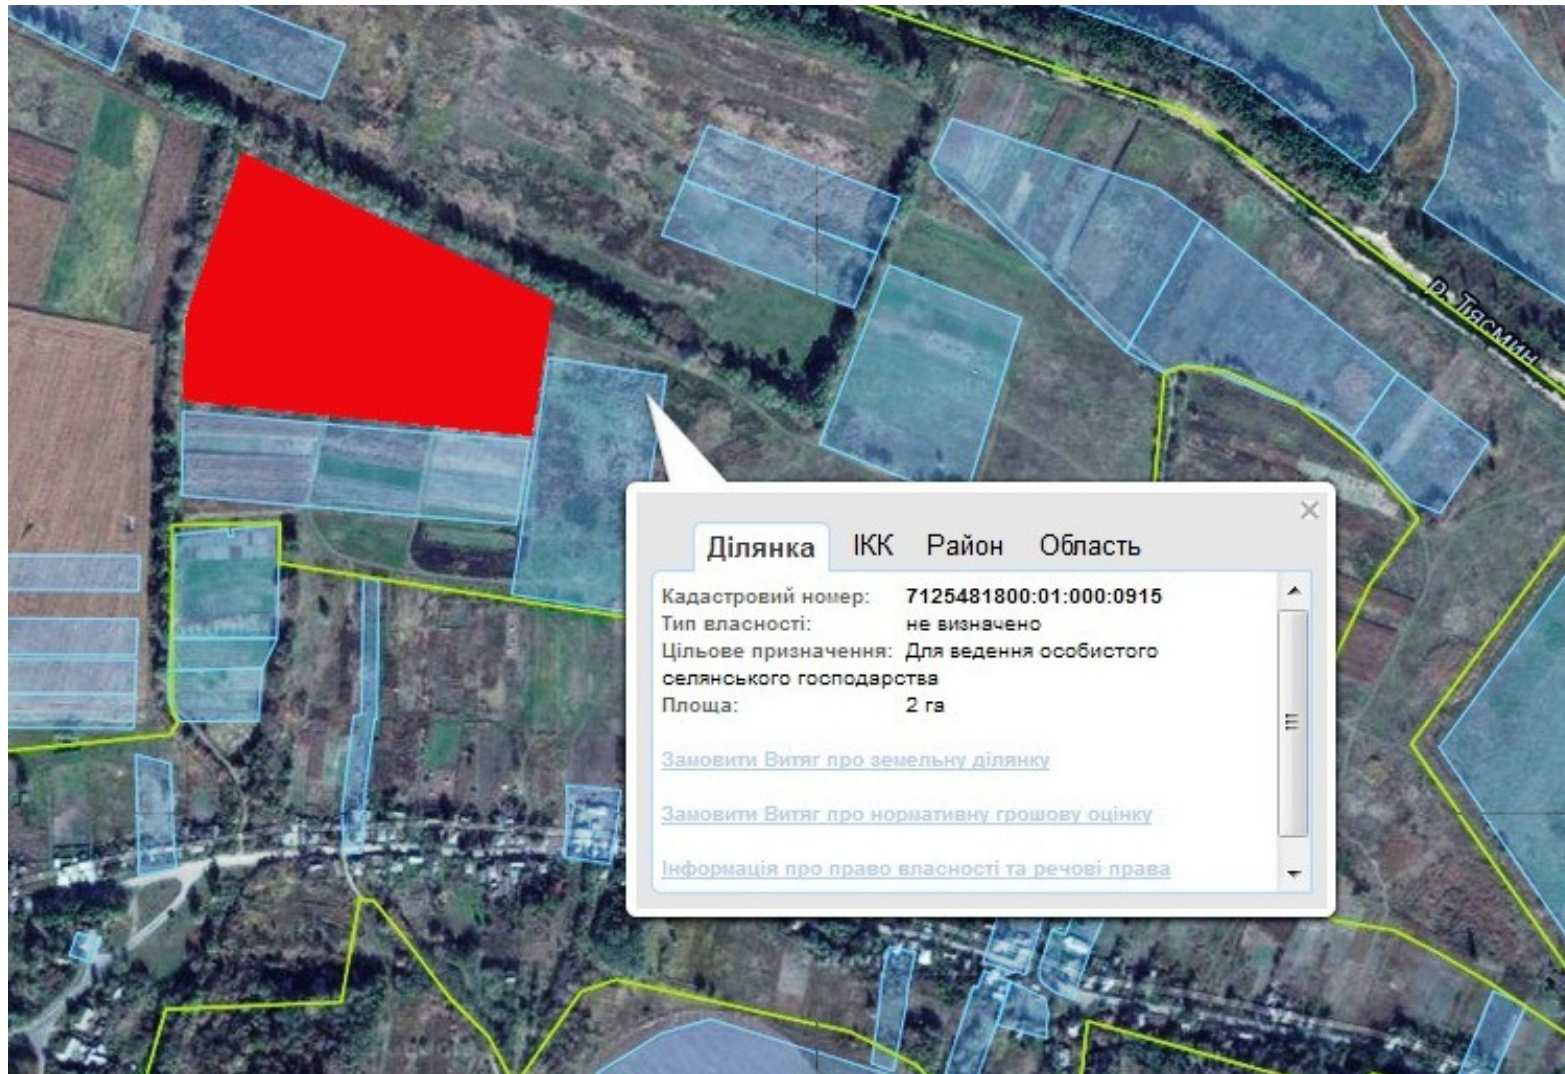 р. Тясмин
Ділянка ІКК Район Область
Кадастровий номер: 7125481800:01:000:0915
Тип власності: не визначено
Цільове призначення: Для ведення особистого
селянського господарства
Площа: 2 га
Замовити Витяг про земельну ділянку
Замовити Витяг про нормативну грошову оцінку
Інформація про право власності та речові права